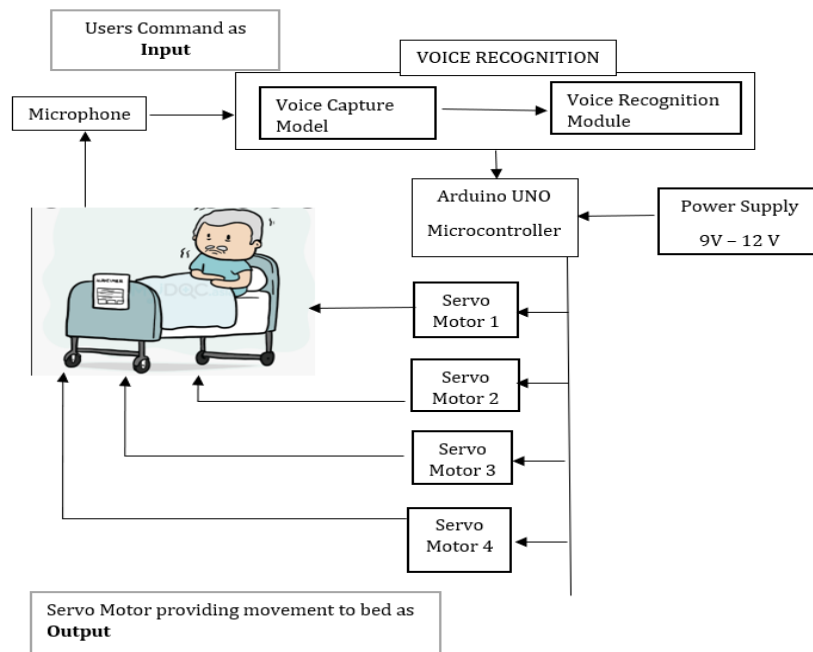 Users Command as
Input
VOICE RECOGNITION
Voice Capture
Model
Voice Recognition
Module
Microphone
Arduino UNO
Microcontroller
Power Supply
9V – 12 V
Servo
Motor 1
Servo
Motor 2
Servo
Motor 3
Servo
Motor 4
Servo Motor providing movement to bed as
Output